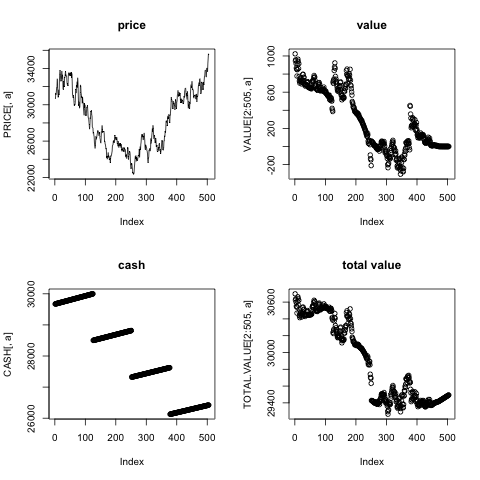 price
PRICE[, a]
22000 26000 30000 34000
0 100 200 300 400 500
Index
value
VALUE[2:505, a]
-200 200 600 1000
0 100 200 300 400 500
Index
cash
CASH[, a]
26000 28000 30000
0 100 200 300 400 500
Index
total value
TOTAL.VALUE[2:505, a]
29400 30000 30600
0 100 200 300 400 500
Index